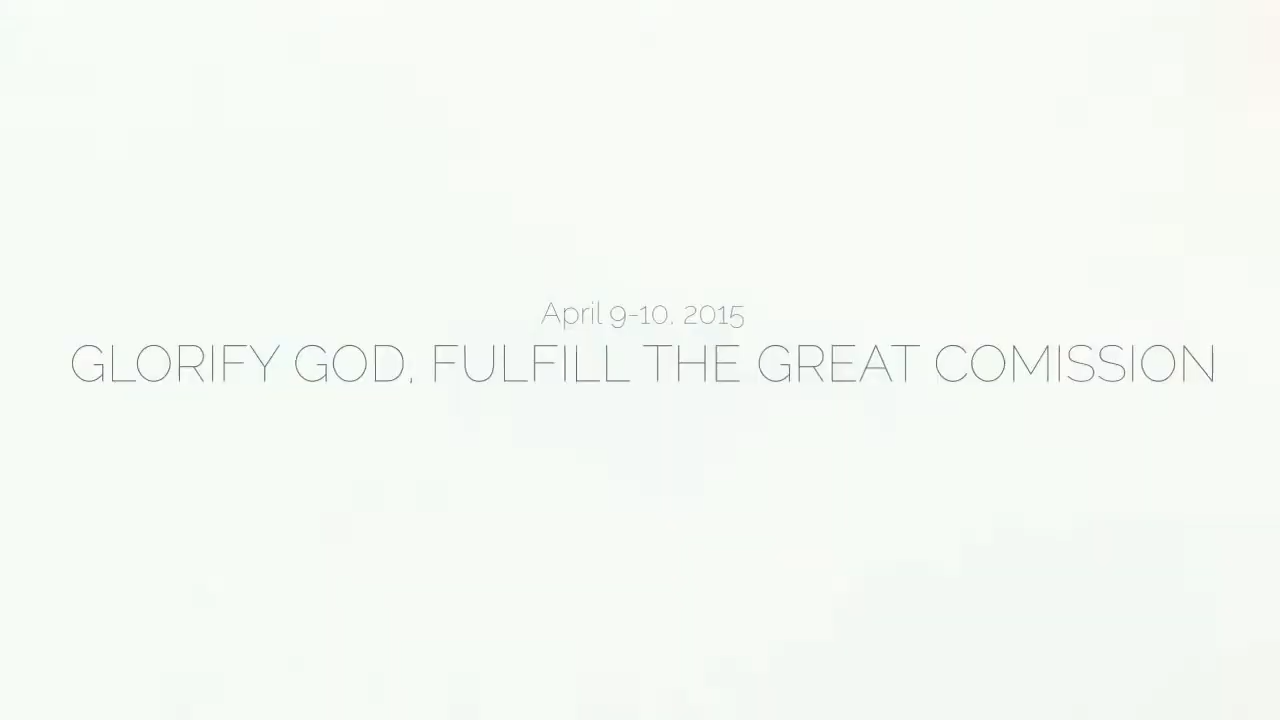 April 9-10, 2015
GLORIFY GOD, FULFILL THE GREAT COMISSION